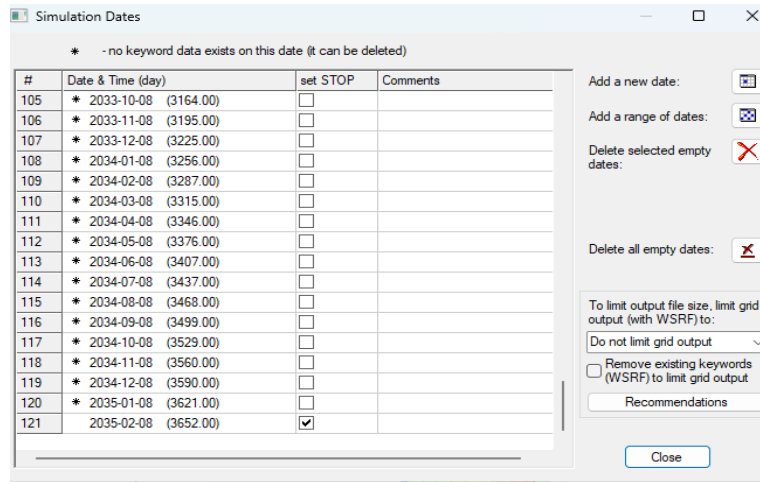 Simulation Dates
* - no keyword data exists on this date (it can be deleted)
# Date & Time (day) set STOP Comments
105 * 2033-10-08 (3164.00)
106 * 2033-11-08 (3195.00)
107 * 2033-12-08 (3225.00)
108 * 2034-01-08 (3256.00)
109 * 2034-02-08 (3287.00)
110 * 2034-03-08 (3315.00)
111 * 2034-04-08 (3346.00)
112 * 2034-05-08 (3376.00)
113 * 2034-06-08 (3407.00)
114 * 2034-07-08 (3437.00)
115 * 2034-08-08 (3468.00)
116 * 2034-09-08 (3499.00)
117 * 2034-10-08 (3529.00)
118 * 2034-11-08 (3560.00)
119 * 2034-12-08 (3590.00)
120 * 2035-01-08 (3621.00)
121 2035-02-08 (3652.00)
Add a new date:
Add a range of dates:
Delete selected empty
dates:
Delete all empty dates:
To limit output file size, limit grid
output (with WSRF) to:
Do not limit grid output
Remove existing keywords
(WSRF) to limit grid output
Recommendations
Close